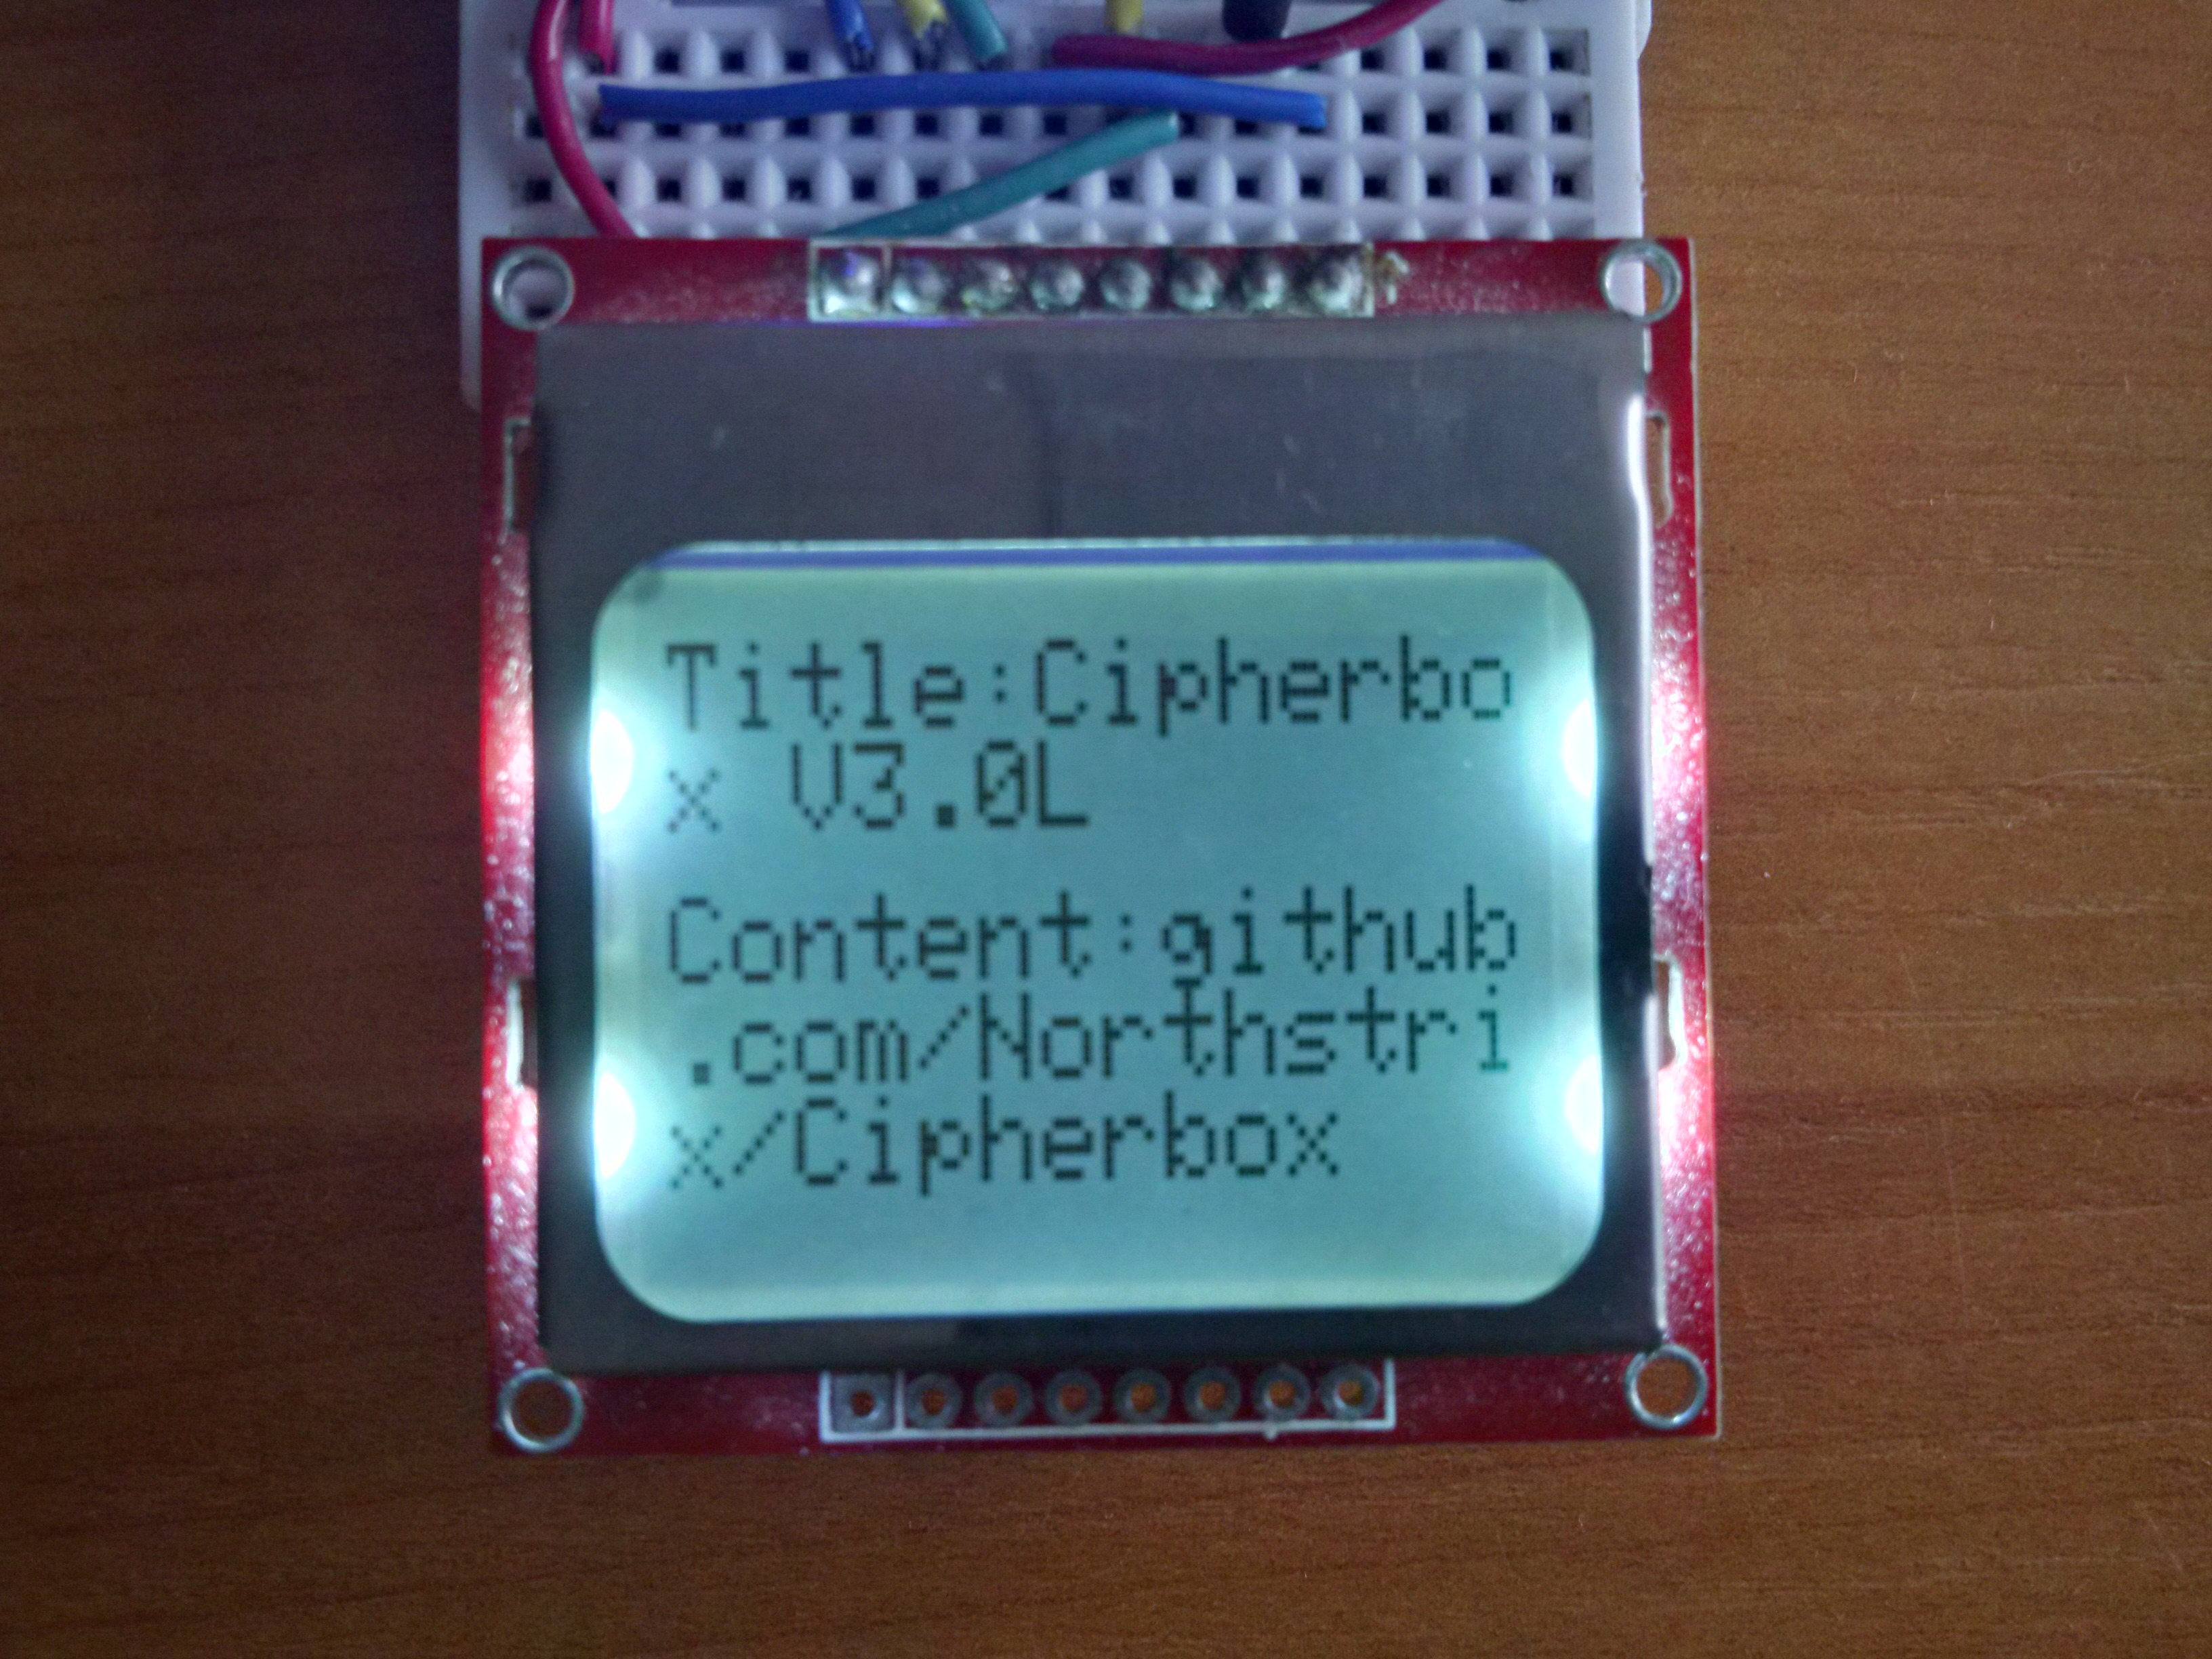 Title:Cipherbo
x V3.0L
Content:github
.com/Northstri
x/Cipherbox